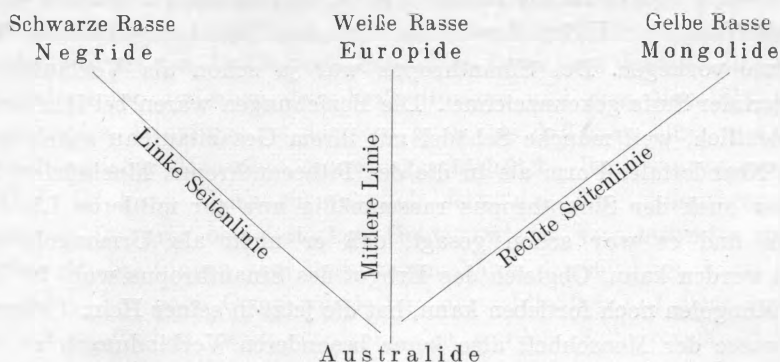 Schwarze Rasse
Negride
Weiße Rasse
Europide
Gelbe Rasse
Mongolide
Linke Seitenlinie
Mittlere Linie
Rechte Seitenlinie
Australide